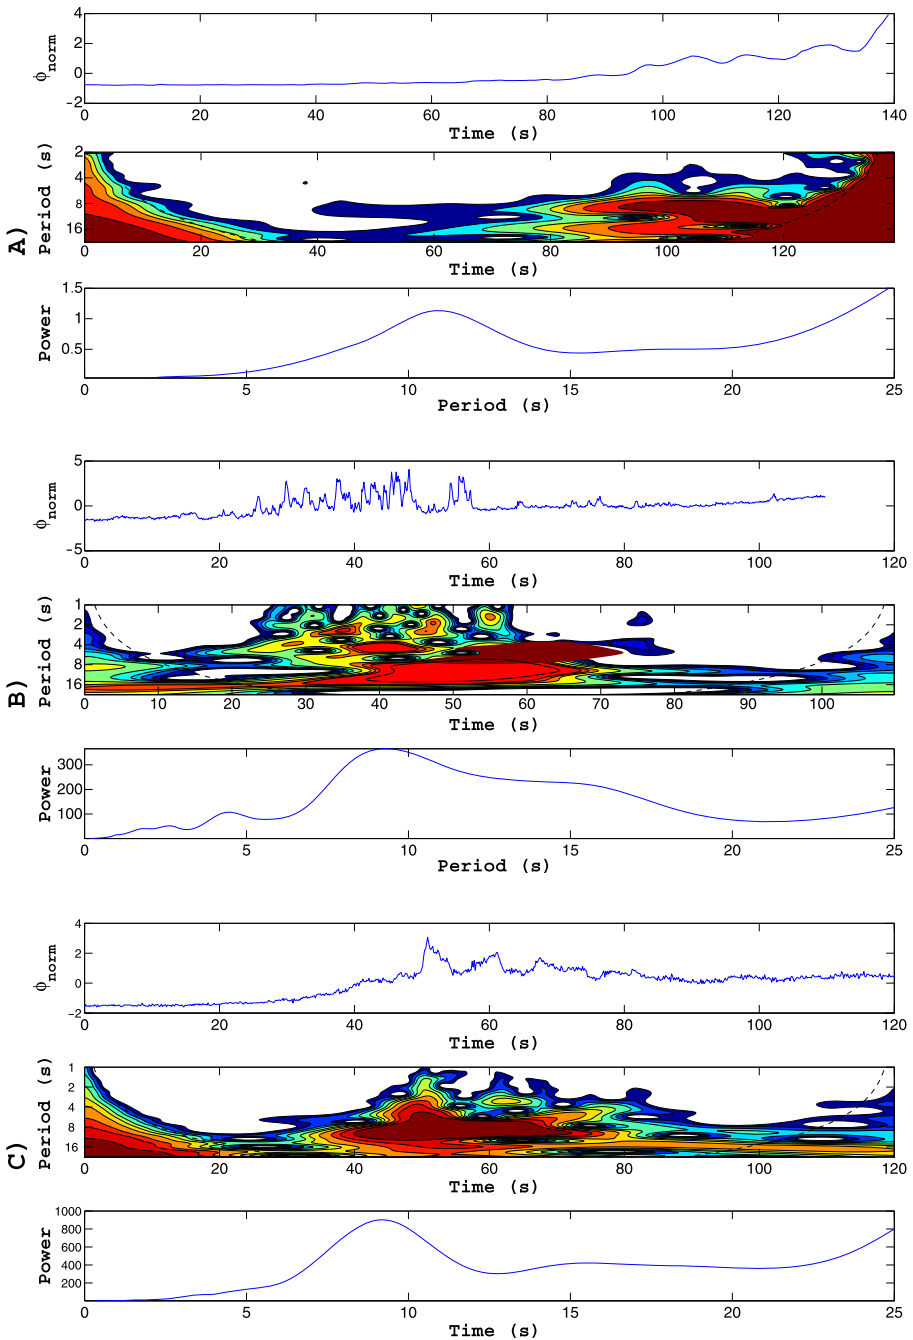 4
2
0
-2
ϕnorm
0 20 40 60 80 100 120 140
Time (s)
2
4
8
16
Period (s)
A)
0 20 40 60 80 100 120
Time (s)
1.5
1
0.5
Power
0 5 10 15 20 25
Period (s)
5
0
-5
ϕnorm
0 20 40 60 80 100 120
Time (s)
1
2
4
8
16
Period (s)
B)
0 10 20 30 40 50 60 70 80 90 100
Time (s)
300
200
100
Power
0 5 10 15 20 25
Period (s)
4
2
0
-2
ϕnorm
0 20 40 60 80 100 120
Time (s)
1
2
4
8
16
Period (s)
C)
0 20 40 60 80 100 120
Time (s)
1000
800
600
400
200
Power
0 5 10 15 20 25
Time (s)